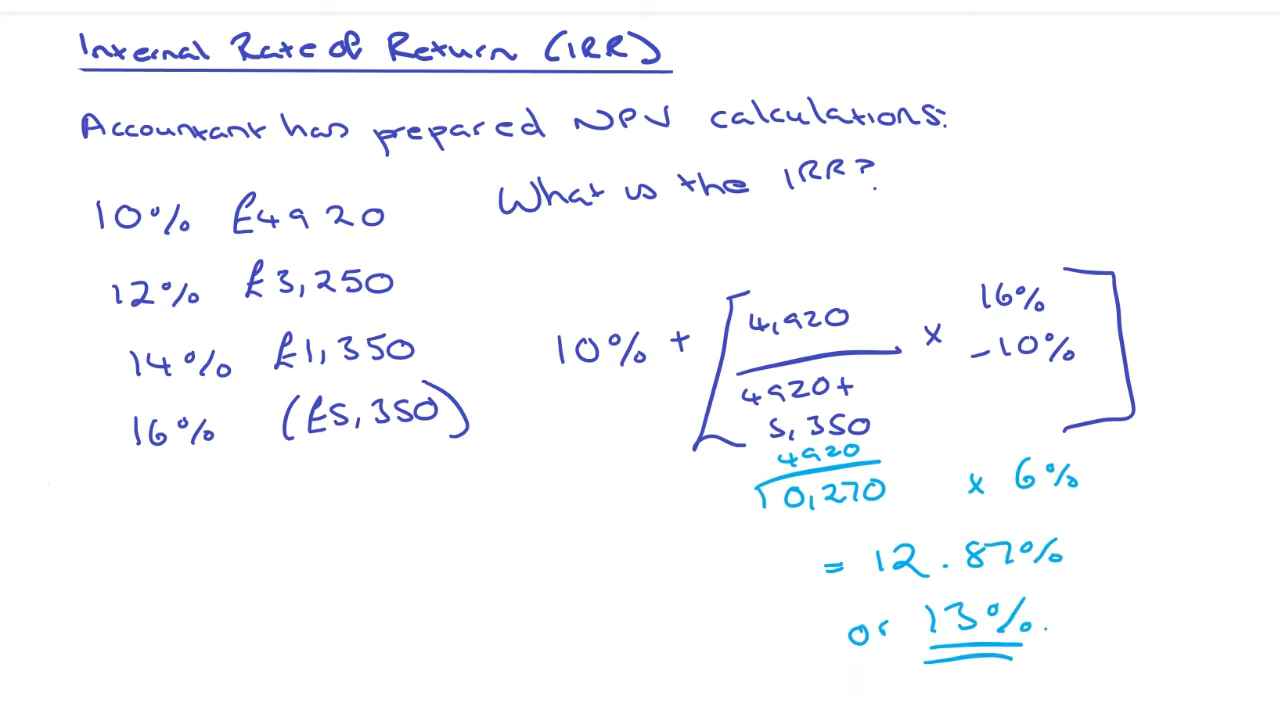 Internal Rate of Return (IRR)
Accountant has prepared NPV calculations:
What is the IRR?
10% £4920
12% £3,250
14% £1,350
16% (£5,350)
10% + [4,920 × 16%
-10%]
4920+
5,350
4920
10,270 × 6%
= 12.87%
or 13%.